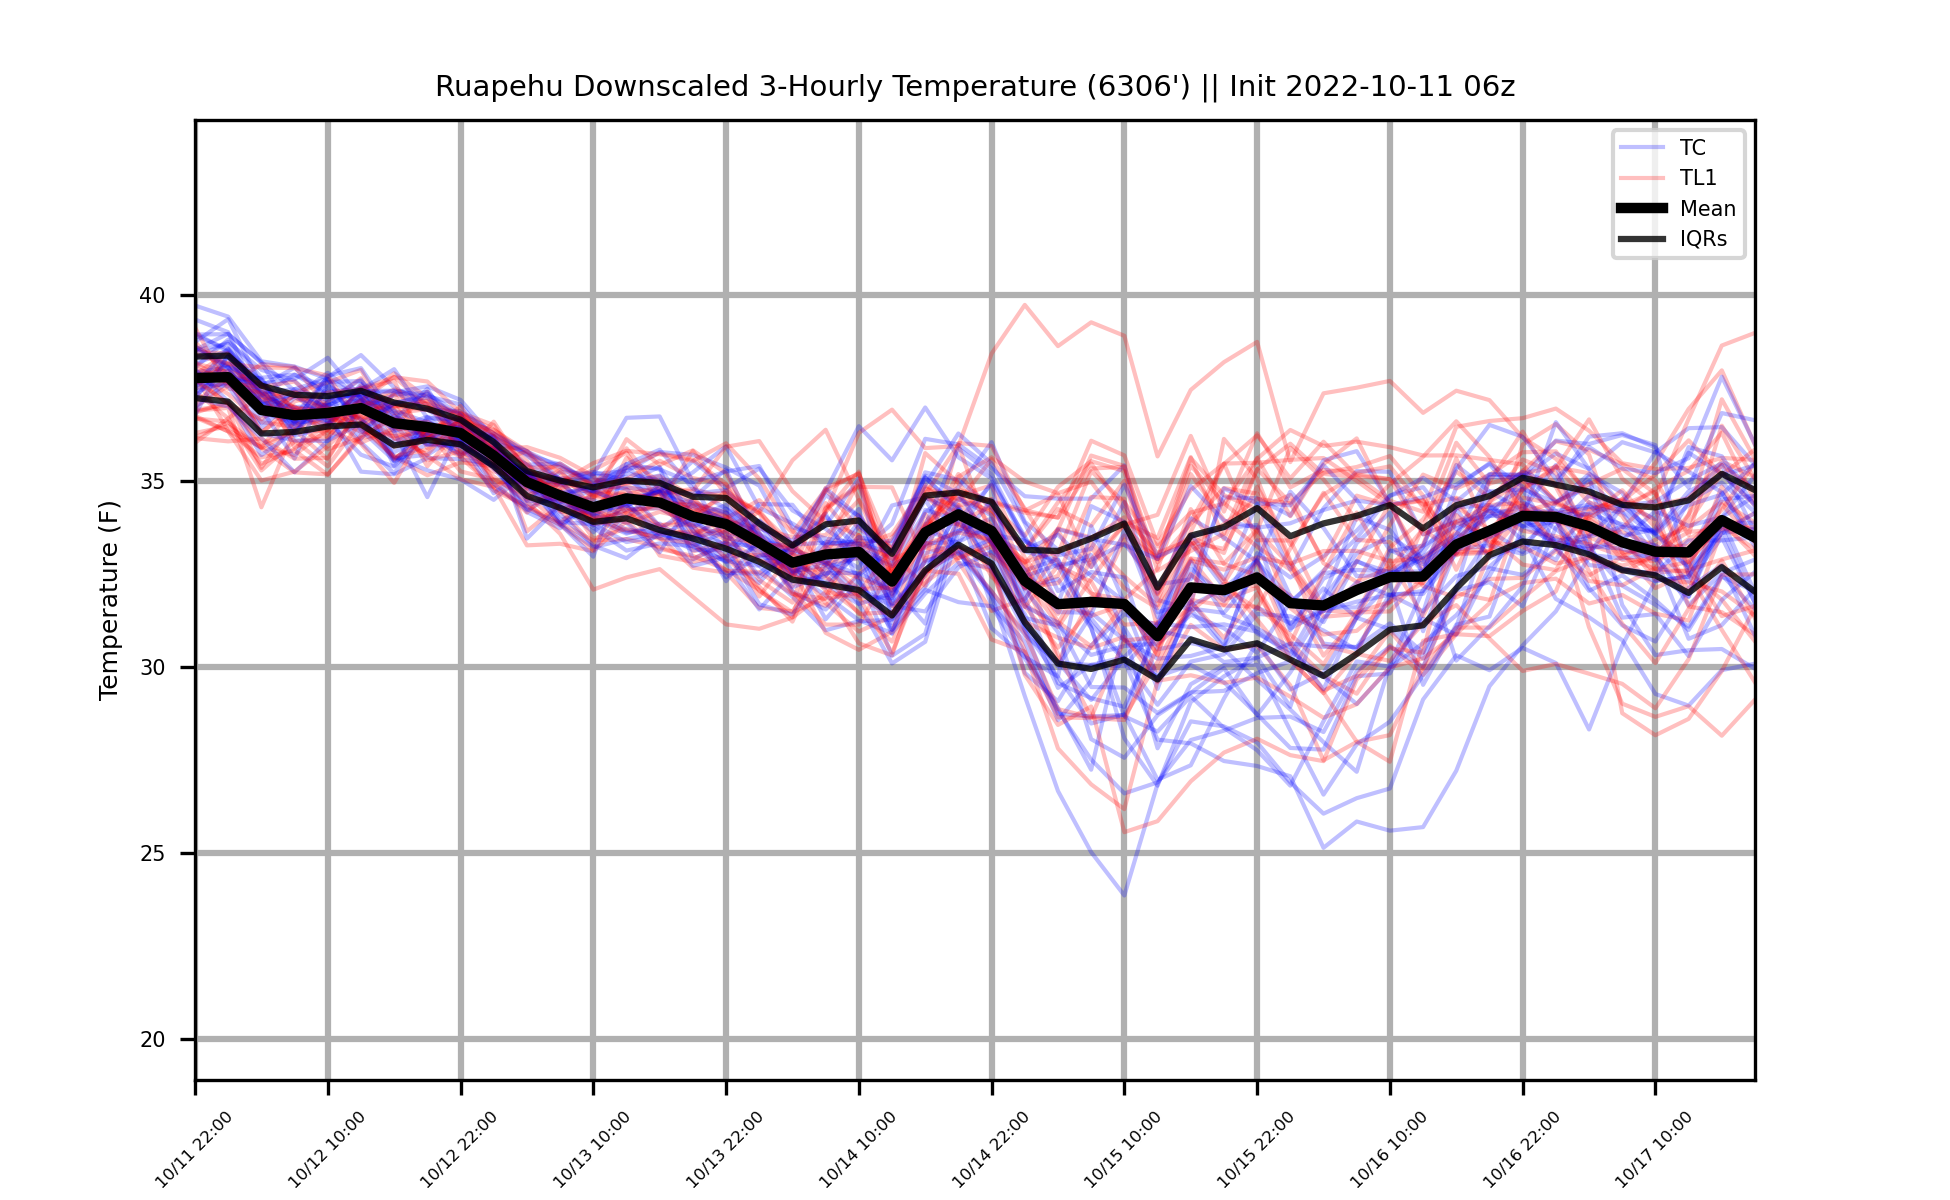 Ruapehu Downscaled 3-Hourly Temperature (6306') || Init 2022-10-11 06z
TC
TL1
Mean
IQRs
Temperature (F)
40
35
30
25
20
10/11 22:00
10/12 10:00
10/12 22:00
10/13 10:00
10/13 22:00
10/14 10:00
10/14 22:00
10/15 10:00
10/15 22:00
10/16 10:00
10/16 22:00
10/17 10:00